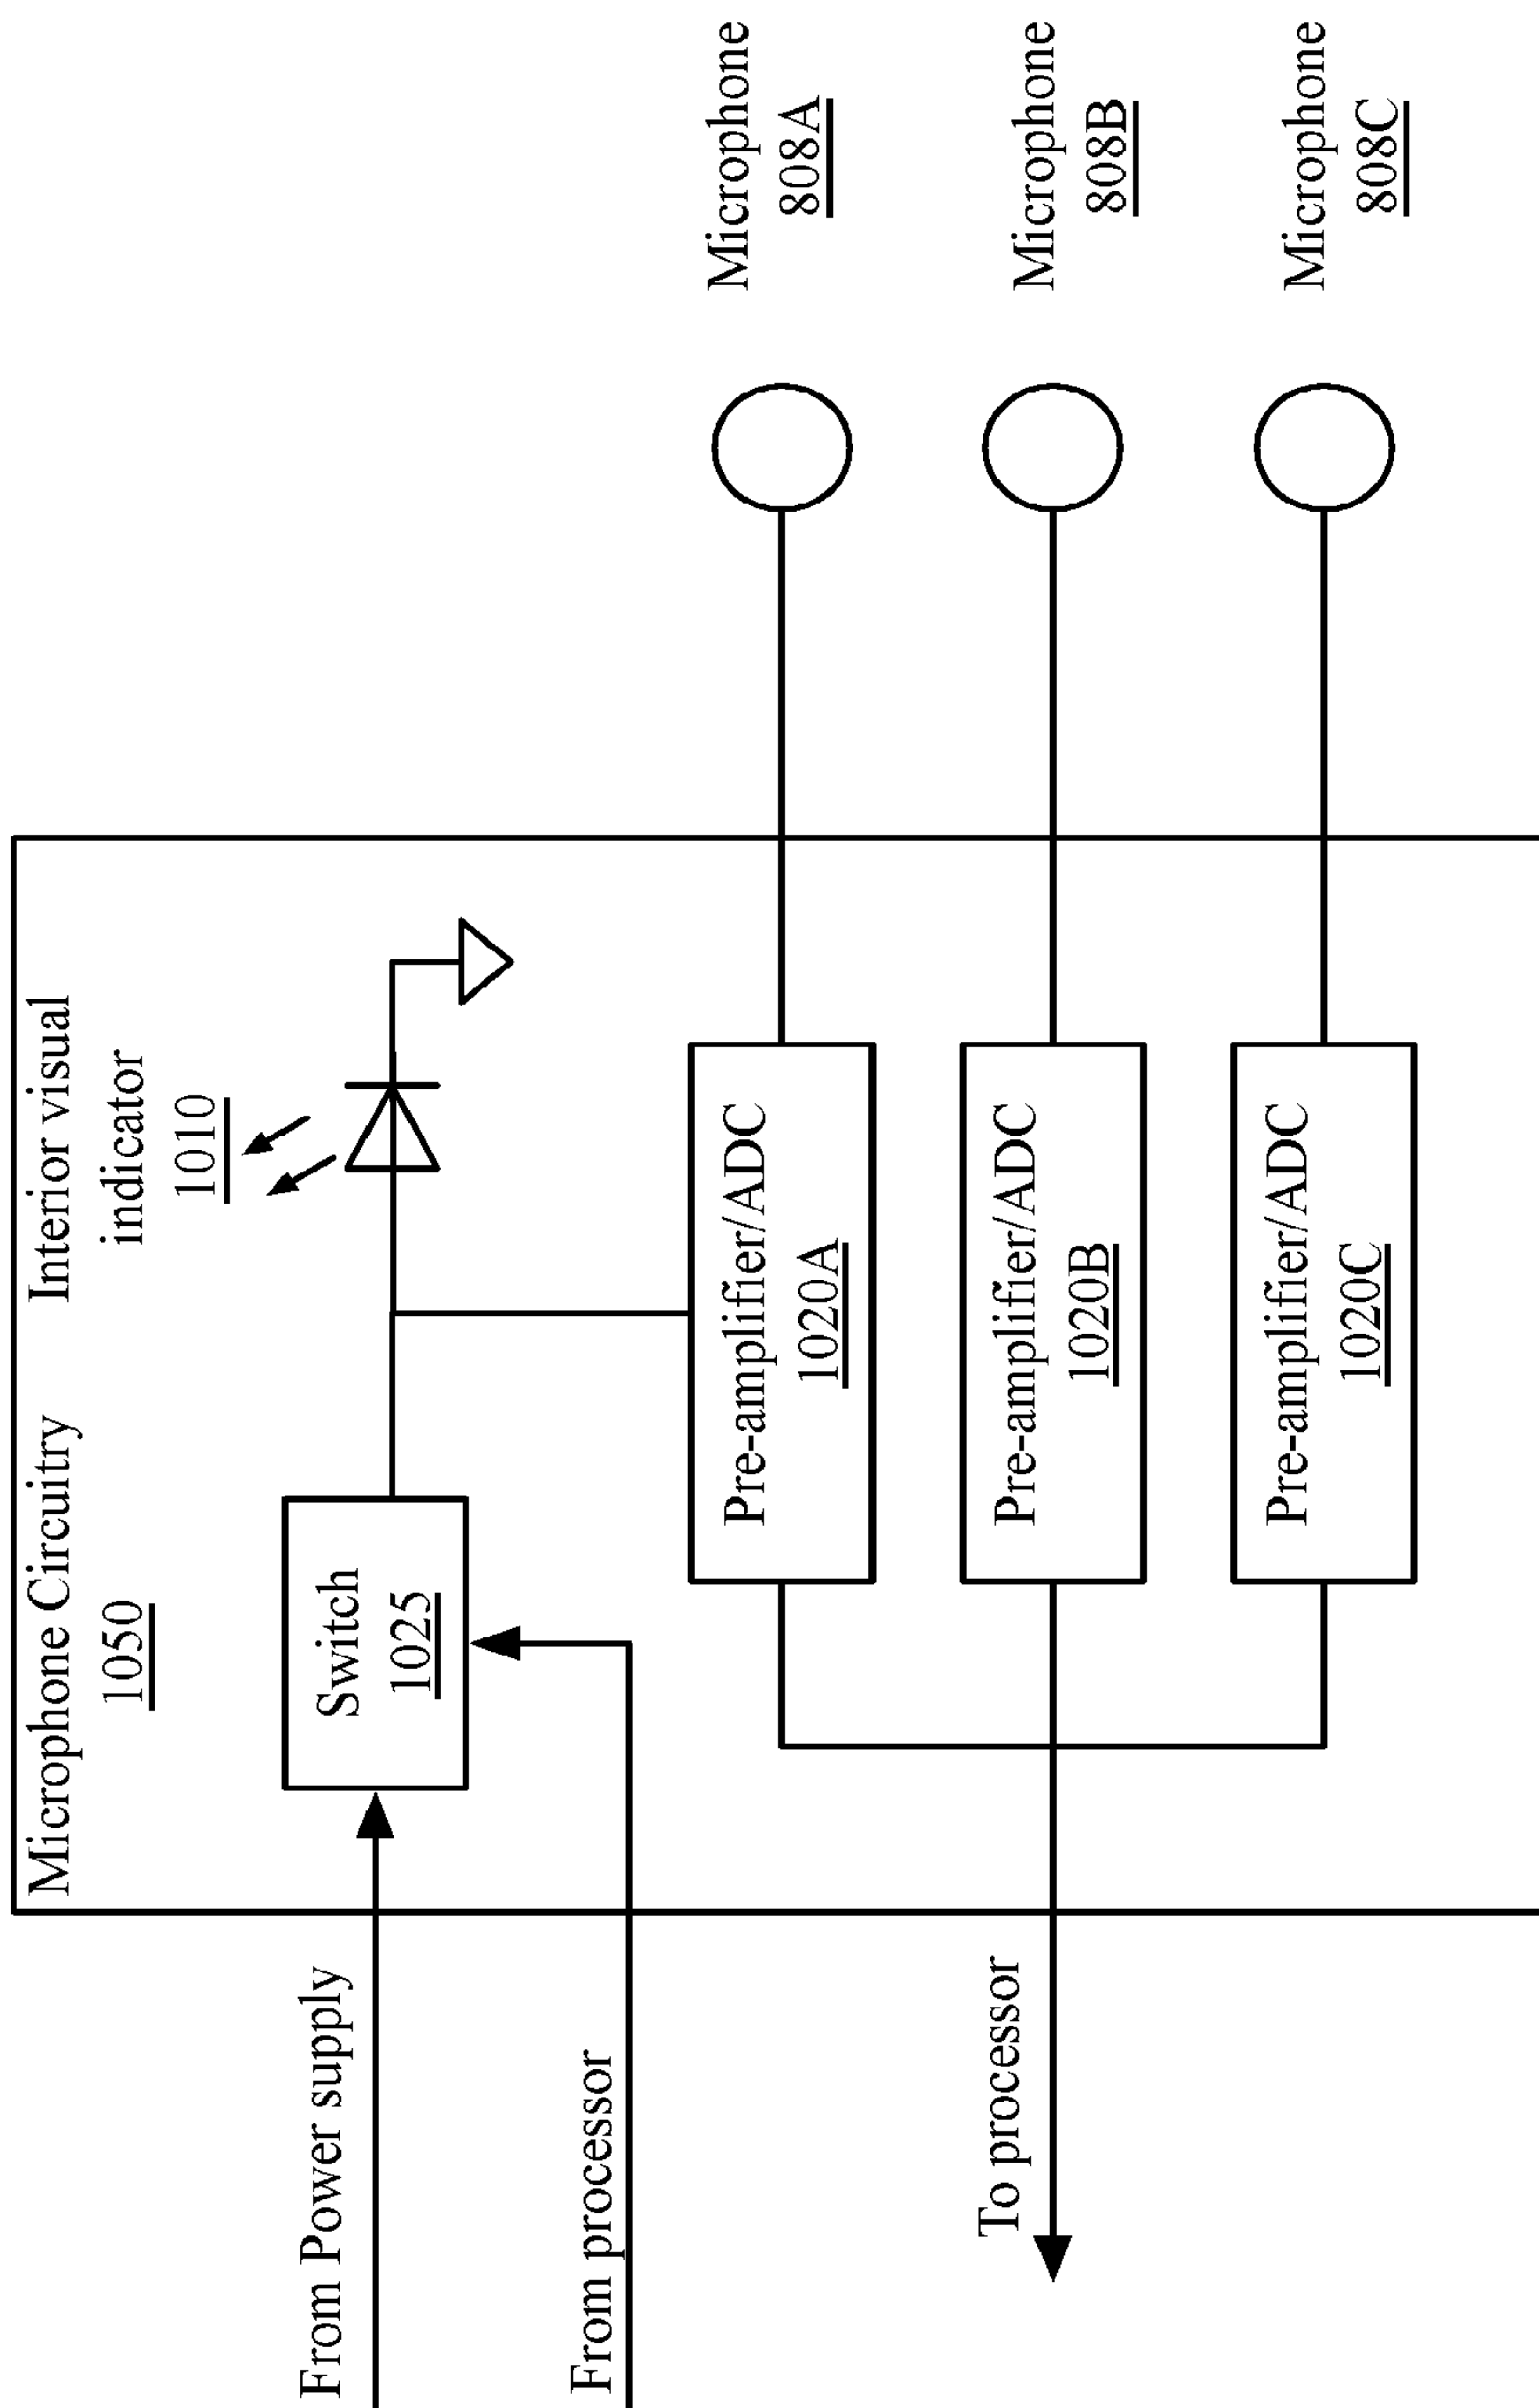 Microphone Circuitry
1050
Interior visual
indicator
1010
From Power supply
Switch
1025
From processor
Pre-amplifier/ADC
1020A
Microphone
808A
To processor
Pre-amplifier/ADC
1020B
Microphone
808B
Pre-amplifier/ADC
1020C
Microphone
808C